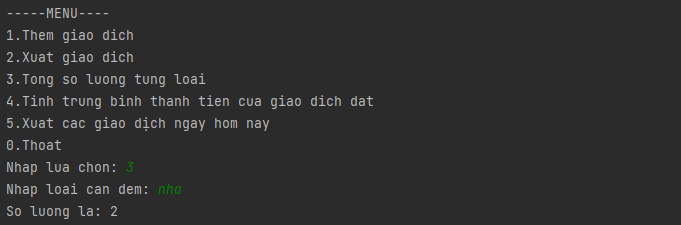 -----MENU----
1.Them giao dich
2.Xuat giao dich
3.Tong so luong tung loai
4.Tinh trung binh thanh tien cua giao dich dat
5.Xuat cac giao dịch ngay hom nay
0.Thoat
Nhap lua chon: 3
Nhap loai can dem: nha
So luong la: 2